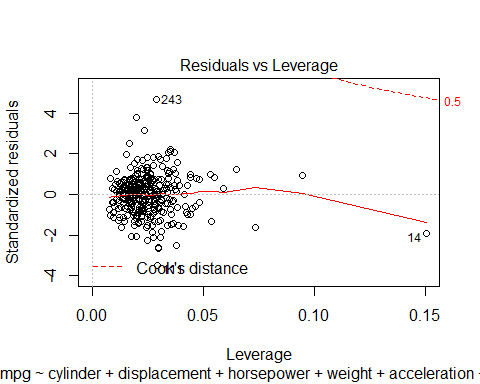 Residuals vs Leverage
Standardized residuals
4
2
0
-2
-4
243
0.5
14
Cook's distance
0.00
0.05
0.10
0.15
Leverage
mpg ~ cylinder + displacement + horsepower + weight + acceleration